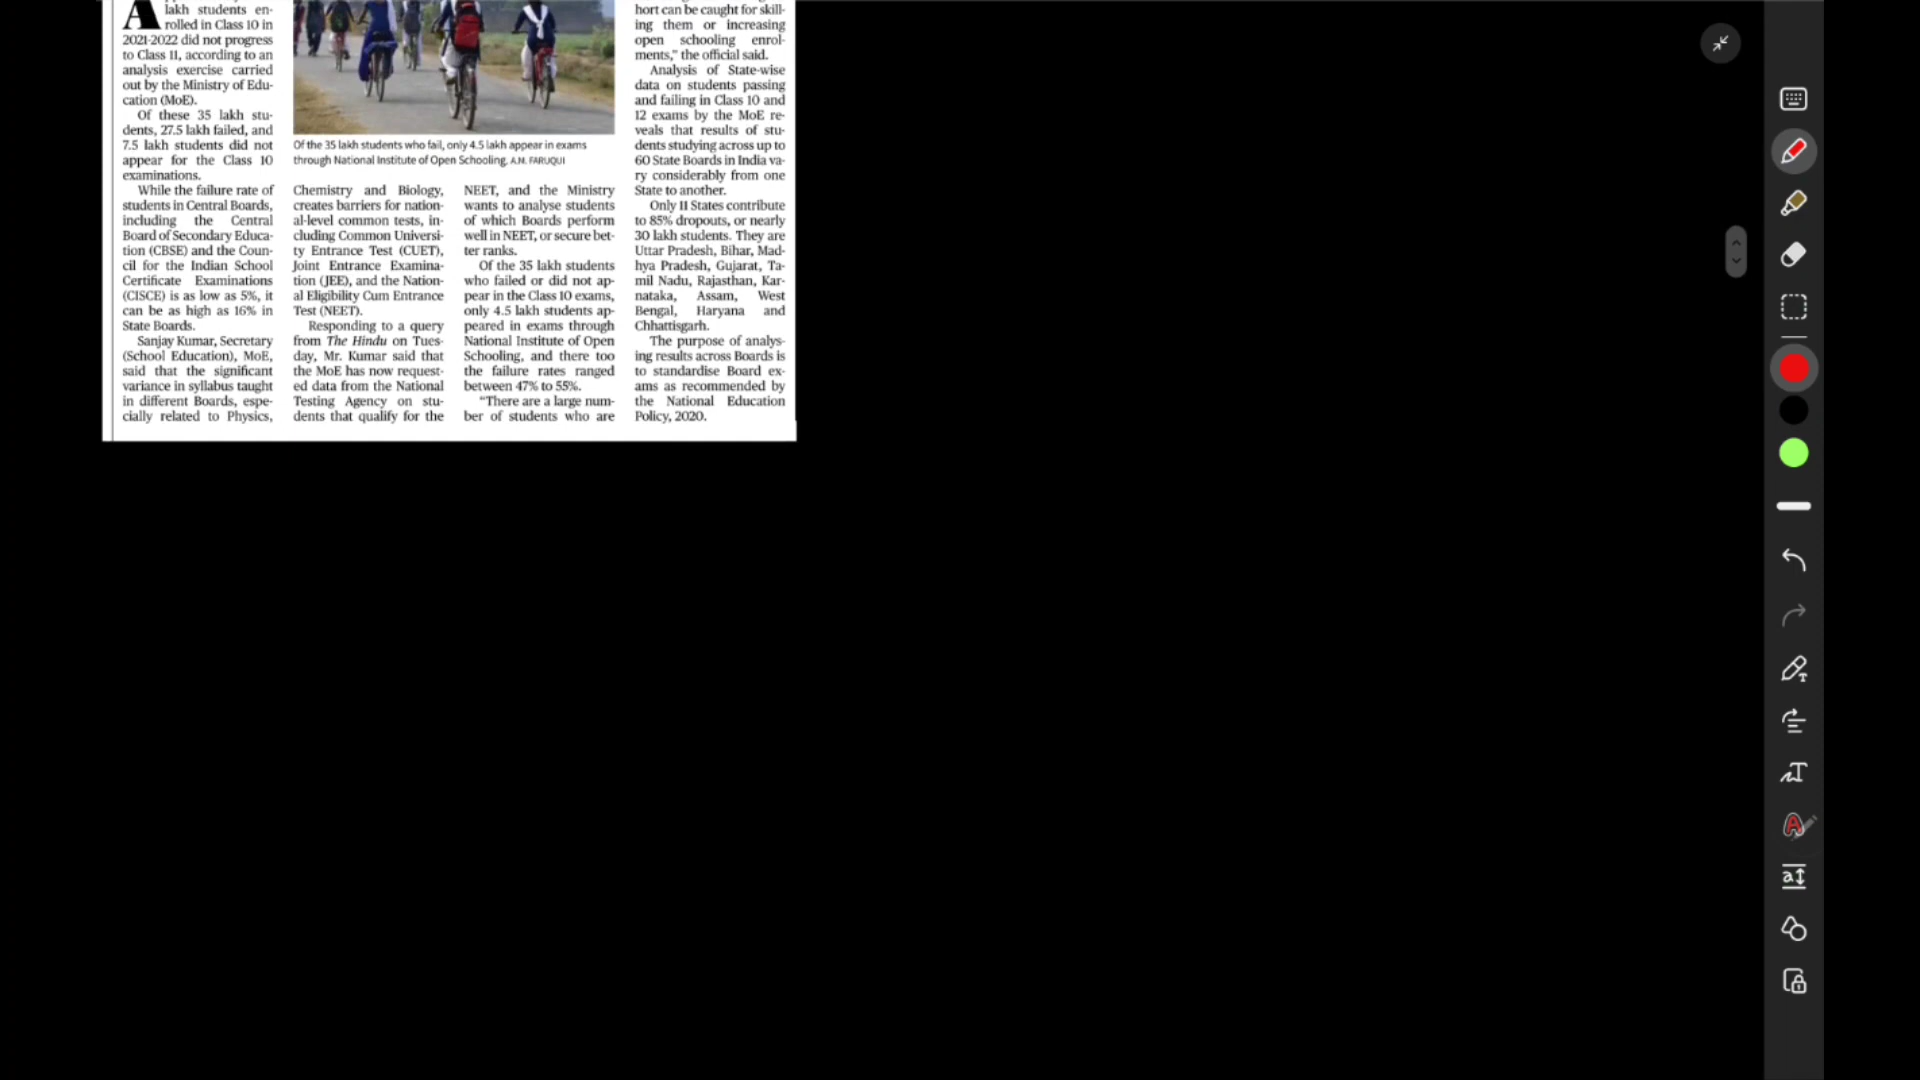 A lakh students en-
rolled in Class 10 in
2021-2022 did not progress
to Class 11, according to an
analysis exercise carried
out by the Ministry of Edu-
cation (MoE).
Of these 35 lakh stu-
dents, 27.5 lakh failed, and
7.5 lakh students did not
appear for the Class 10
examinations.
While the failure rate of
students in Central Boards,
including the Central
Board of Secondary Educa-
tion (CBSE) and the Coun-
cil for the Indian School
Certificate Examinations
(CISCE) is as low as 5%, it
can be as high as 16% in
State Boards.
Sanjay Kumar, Secretary
(School Education), MoE,
said that the significant
variance in syllabus taught
in different Boards, espe-
cially related to Physics,
Of the 35 lakh students who fail, only 4.5 lakh appear in exams
through National Institute of Open Schooling. A.M. FARUQUI
Chemistry and Biology,
creates barriers for nation-
al-level common tests, in-
cluding Common Universi-
ty Entrance Test (CUET),
Joint Entrance Examina-
tion (JEE), and the Nation-
al Eligibility Cum Entrance
Test (NEET).
Responding to a query
from The Hindu on Tues-
day, Mr. Kumar said that
the MoE has now request-
ed data from the National
Testing Agency on stu-
dents that qualify for the
NEET, and the Ministry
wants to analyse students
of which Boards perform
well in NEET, or secure bet-
ter ranks.
Of the 35 lakh students
who failed or did not ap-
pear in the Class 10 exams,
only 4.5 lakh students ap-
peared in exams through
National Institute of Open
Schooling, and there too
the failure rates ranged
between 47% to 55%.
“There are a large num-
ber of students who are
hort can be caught for skill-
ing them or increasing
open schooling enrol-
ments,” the official said.
Analysis of State-wise
data on students passing
and failing in Class 10 and
12 exams by the MoE re-
veals that results of stu-
dents studying across up to
60 State Boards in India va-
ry considerably from one
State to another.
Only 11 States contribute
to 85% dropouts, or nearly
30 lakh students. They are
Uttar Pradesh, Bihar, Mad-
hya Pradesh, Gujarat, Ta-
mil Nadu, Rajasthan, Kar-
nataka, Assam, West
Bengal, Haryana and
Chhattisgarh.
The purpose of analys-
ing results across Boards is
to standardise Board ex-
ams as recommended by
the National Education
Policy, 2020.